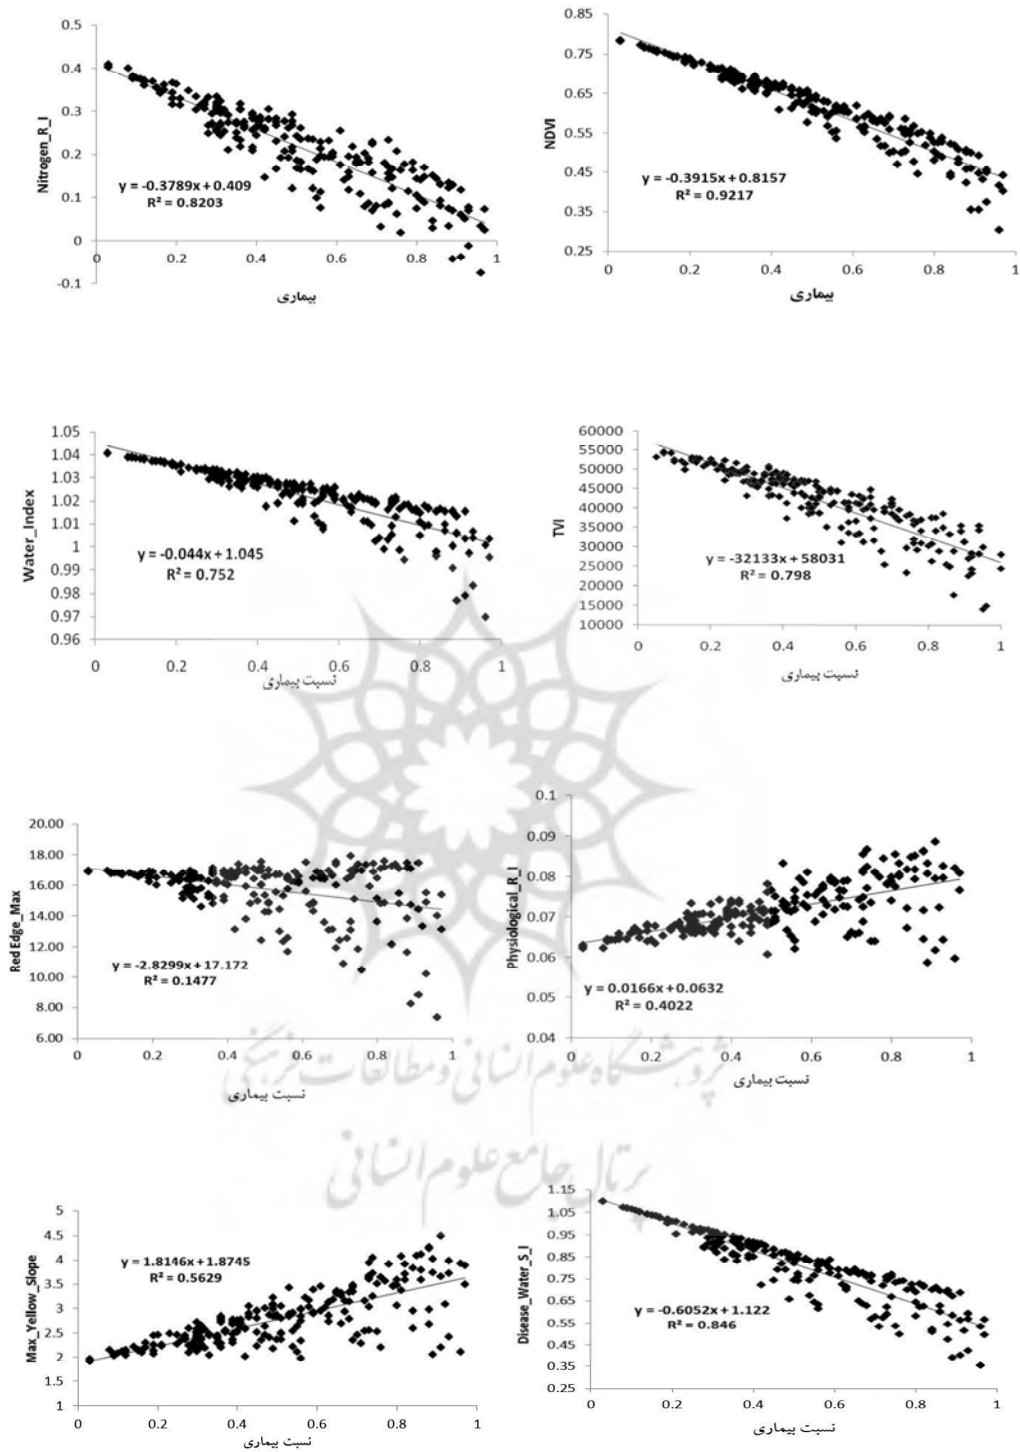 Nitrogen_R_I
0.5
0.4
0.3
0.2
0.1
0
-0.1
y = -0.3789x + 0.409
R² = 0.8203
0 0.2 0.4 0.6 0.8 1
بیماری
NDVI
0.85
0.75
0.65
0.55
0.45
0.35
0.25
y = -0.3915x + 0.8157
R² = 0.9217
0 0.2 0.4 0.6 0.8 1
بیماری
Water_Index
1.05
1.04
1.03
1.02
1.01
1
0.99
0.98
0.97
0.96
y = -0.044x + 1.045
R² = 0.752
0 0.2 0.4 0.6 0.8 1
نسبت بیماری
TVI
60000
55000
50000
45000
40000
35000
30000
25000
20000
15000
10000
y = -32133x + 58031
R² = 0.798
0 0.2 0.4 0.6 0.8 1
نسبت بیماری
Red Edge_Max
20.00
18.00
16.00
14.00
12.00
10.00
8.00
6.00
y = -2.8299x + 17.172
R² = 0.1477
0 0.2 0.4 0.6 0.8 1
نسبت بیماری
Physiological_R_I
0.1
0.09
0.08
0.07
0.06
0.05
0.04
y = 0.0166x + 0.0632
R² = 0.4022
0 0.2 0.4 0.6 0.8 1
نسبت بیماری
پژوهشگاه علوم انسانی و مطالعات فرهنگی
پرتال جامع علوم انسانی
Max_Yellow_Slope
5
4.5
4
3.5
3
2.5
2
1.5
1
y = 1.8146x + 1.8745
R² = 0.5629
0 0.2 0.4 0.6 0.8 1
نسبت بیماری
Disease_Water_S_I
1.15
1.05
0.95
0.85
0.75
0.65
0.55
0.45
0.35
0.25
y = -0.6052x + 1.122
R² = 0.846
0 0.2 0.4 0.6 0.8 1
نسبت بیماری